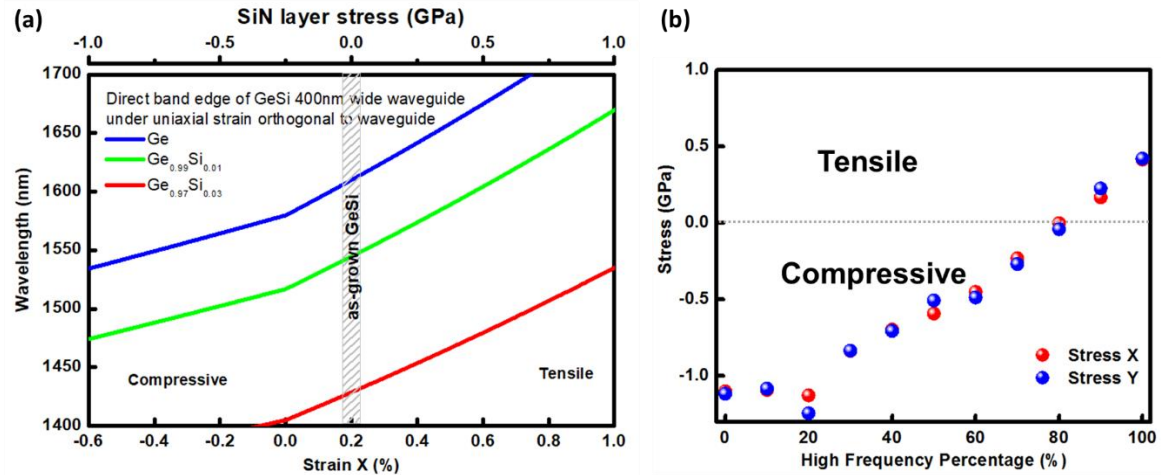 (a)
SiN layer stress (GPa)
-1.0 -0.5 0.0 0.5 1.0
1700
1650
1600
1550
1500
1450
1400
Wavelength (nm)
Direct band edge of GeSi 400nm wide waveguide
under uniaxial strain orthogonal to waveguide
Ge
Ge0.99Si0.01
Ge0.97Si0.03
as-grown GeSi
Compressive
Tensile
-0.6 -0.4 -0.2 0.0 0.2 0.4 0.6 0.8 1.0
Strain X (%)
(b)
1.0
0.5
0.0
-0.5
-1.0
Stress (GPa)
Tensile
Compressive
Stress X
Stress Y
0 20 40 60 80 100
High Frequency Percentage (%)